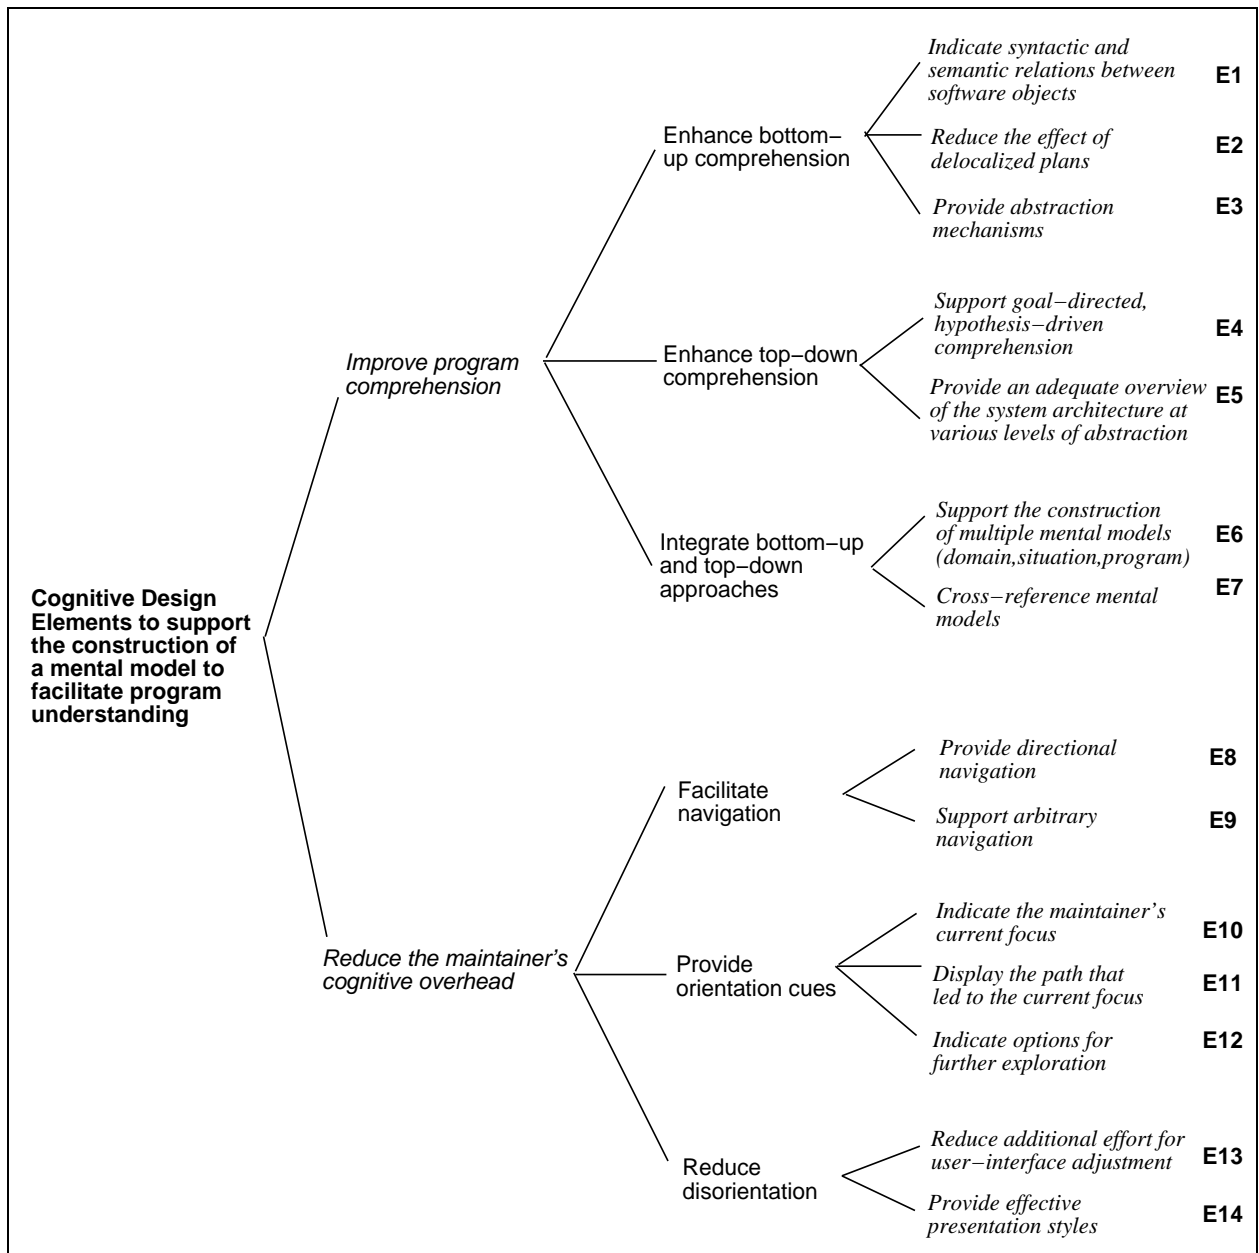 Cognitive Design
Elements to support
the construction of
a mental model to
facilitate program
understanding
Improve program
comprehension
Enhance bottom−
up comprehension
Indicate syntactic and
semantic relations between
software objects
E1
Reduce the effect of
delocalized plans
E2
Provide abstraction
mechanisms
E3
Enhance top−down
comprehension
Support goal−directed,
hypothesis−driven
comprehension
E4
Provide an adequate overview
of the system architecture at
various levels of abstraction
E5
Integrate bottom−up
and top−down
approaches
Support the construction
of multiple mental models
(domain,situation,program)
E6
Cross−reference mental
models
E7
Reduce the maintainer's
cognitive overhead
Facilitate
navigation
Provide directional
navigation
E8
Support arbitrary
navigation
E9
Provide
orientation cues
Indicate the maintainer's
current focus
E10
Display the path that
led to the current focus
E11
Indicate options for
further exploration
E12
Reduce
disorientation
Reduce additional effort for
user−interface adjustment
E13
Provide effective
presentation styles
E14